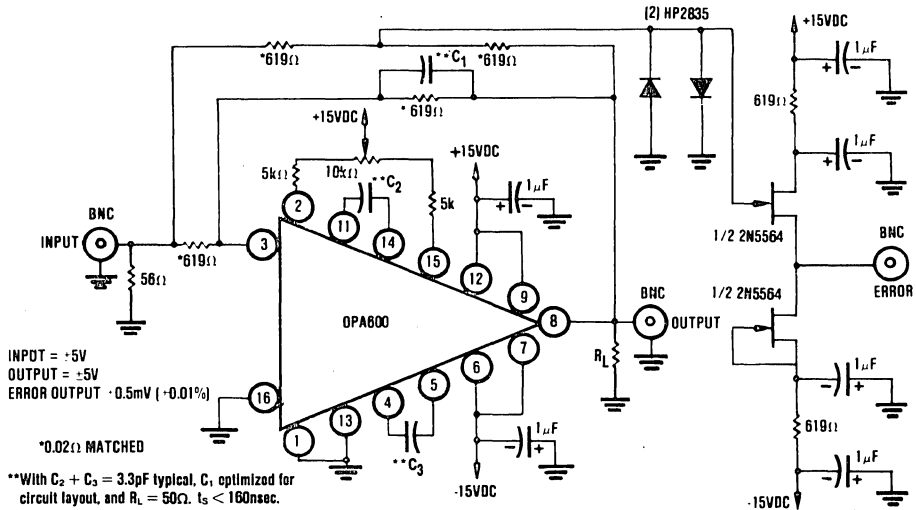 (2) HP2835
+15VDC
1µF
+ −
*619Ω
*619Ω
**C₁
*619Ω
619Ω
1µF
+ −
+15VDC
10kΩ
5kΩ
**C₂
5k
+15VDC
1µF
+ −
2
11
14
15
12
9
1/2 2N5564
BNC
INPUT
3
*619Ω
56Ω
OPA600
8
BNC
OUTPUT
BNC
ERROR
1/2 2N5564
7
6
5
4
13
1
16
R_L
INPUT = ±5V
OUTPUT = ±5V
ERROR OUTPUT ·0.5mV (+0.01%)
1µF
− +
**C₃
1µF
− +
-15VDC
619Ω
1µF
− +
-15VDC
*0.02Ω MATCHED
**With C₂ + C₃ = 3.3pF typical, C₁ optimized for
circuit layout, and R_L = 50Ω. tₛ < 160nsec.